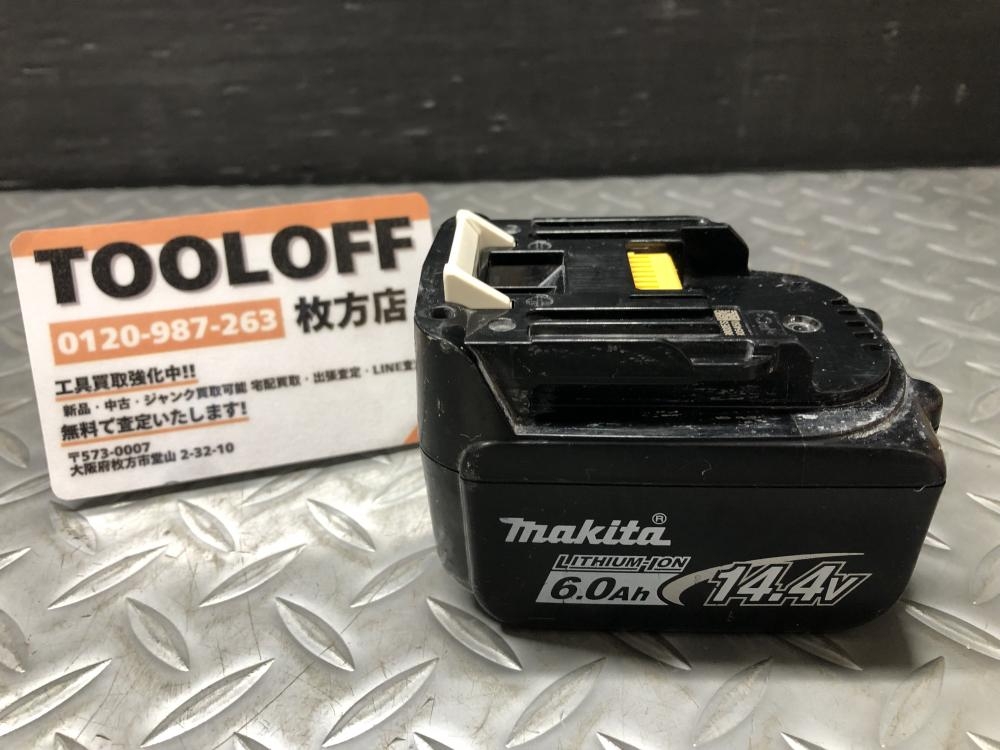 TOOLOFF
0120-987-263 枚方店
工具買取強化中!!
新品・中古・ジャンク買取可能 宅配買取・出張査定・LINE査
無料で査定いたします!
〒573-0007
大阪府枚方市堂山 2-32-10
makita®
LITHIUM-ION
6.0Ah 14.4V